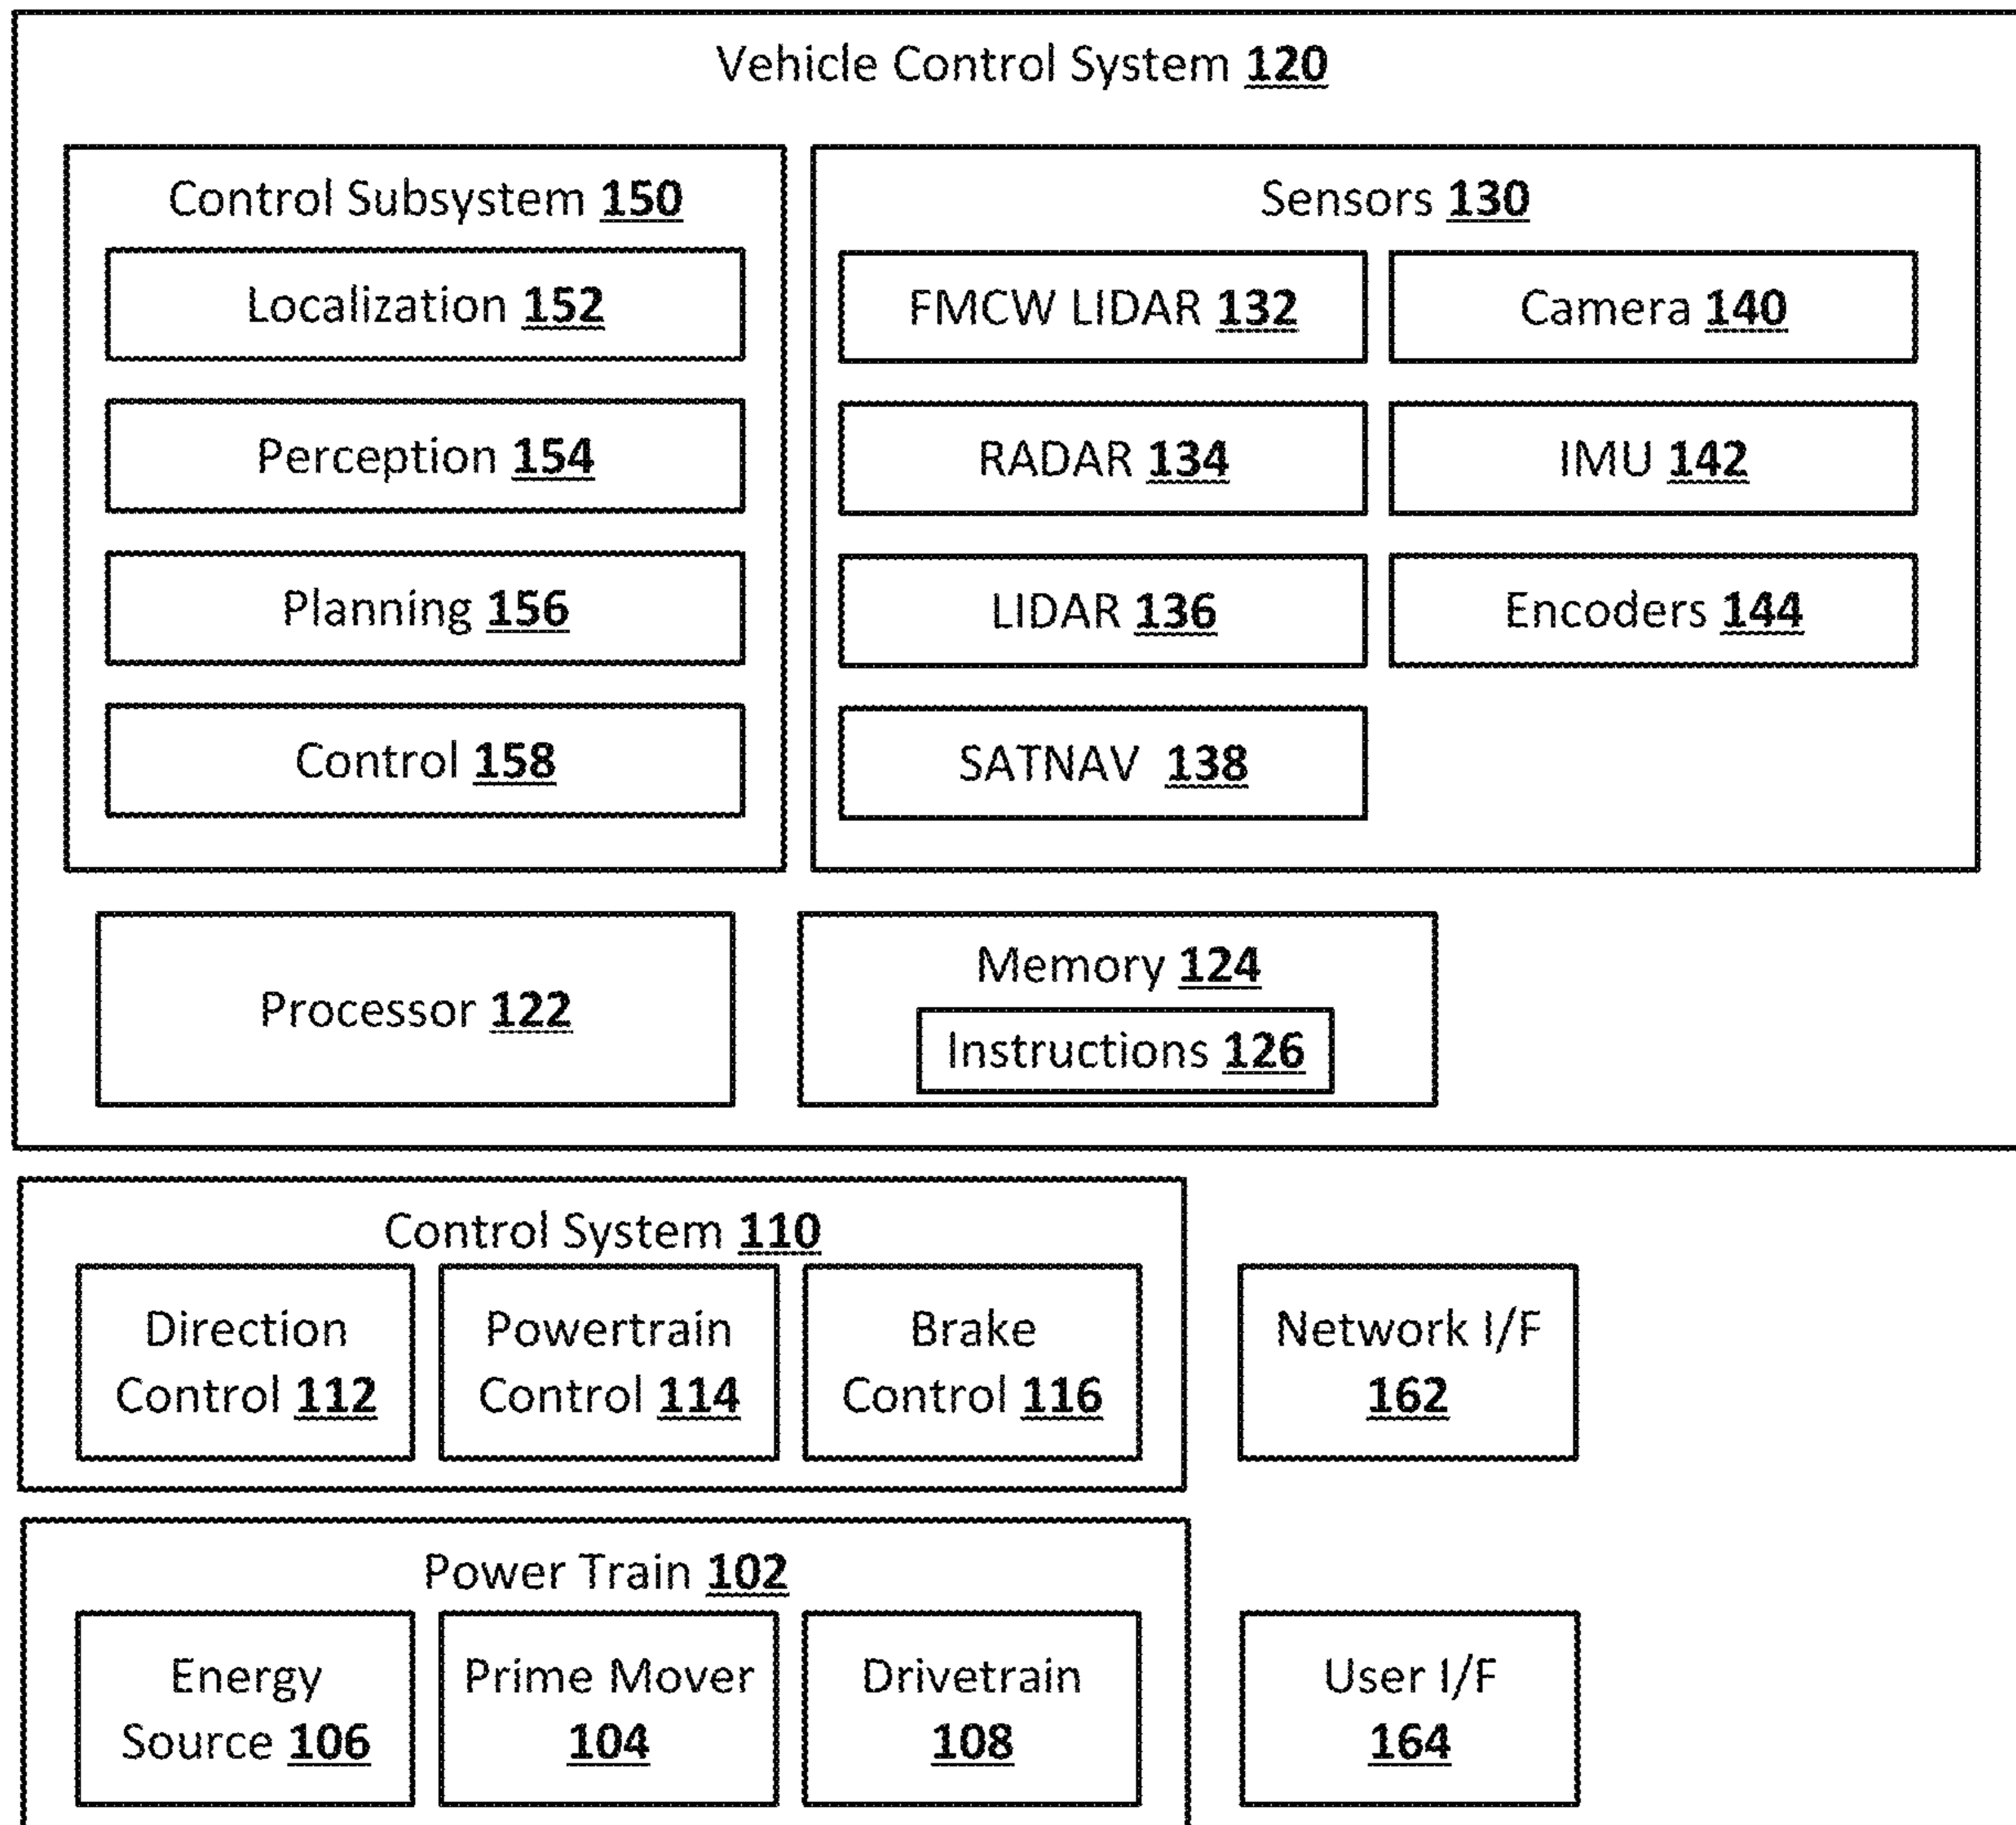 Vehicle Control System 120
Control Subsystem 150
Localization 152
Perception 154
Planning 156
Control 158
Sensors 130
FMCW LIDAR 132
Camera 140
RADAR 134
IMU 142
LIDAR 136
Encoders 144
SATNAV 138
Processor 122
Memory 124
Instructions 126
Control System 110
Direction
Control 112
Powertrain
Control 114
Brake
Control 116
Network I/F
162
Power Train 102
Energy
Source 106
Prime Mover
104
Drivetrain
108
User I/F
164